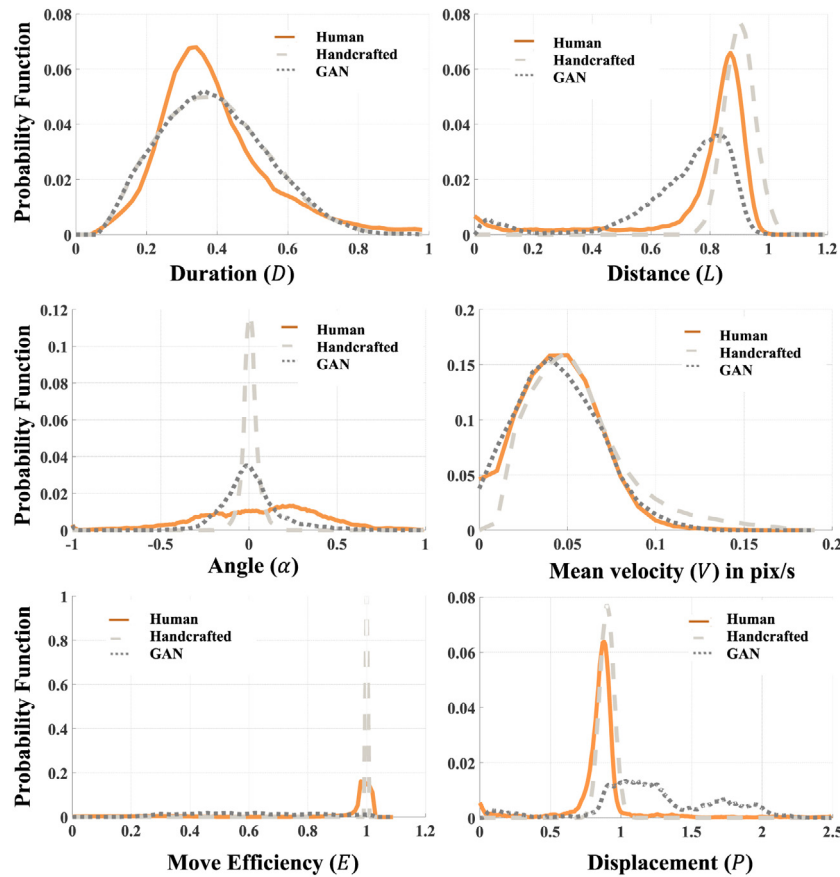 Probability Function
0.08
0.06
0.04
0.02
0
Human
Handcrafted
GAN
0
0.2
0.4
0.6
0.8
1
Duration (D)
0.08
0.06
0.04
0.02
0
Human
Handcrafted
GAN
0
0.2
0.4
0.6
0.8
1
1.2
Distance (L)
Probability Function
0.12
0.1
0.08
0.06
0.04
0.02
0
Human
Handcrafted
GAN
-1
-0.5
0
0.5
1
Angle (α)
0.2
0.15
0.1
0.05
0
Human
Handcrafted
GAN
0
0.05
0.1
0.15
0.2
Mean velocity (V) in pix/s
Probability Function
1
0.8
0.6
0.4
0.2
0
Human
Handcrafted
GAN
0
0.2
0.4
0.6
0.8
1
1.2
Move Efficiency (E)
0.08
0.06
0.04
0.02
0
Human
Handcrafted
GAN
0
0.5
1
1.5
2
2.5
Displacement (P)